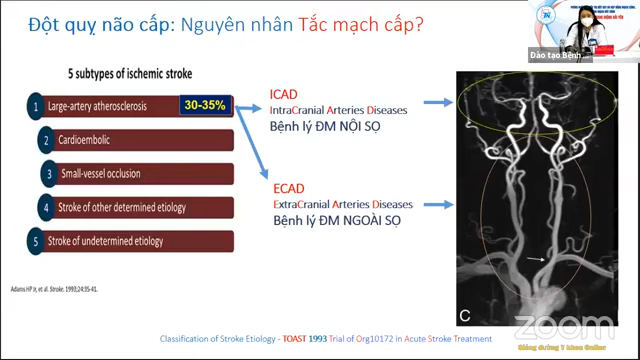 Đột quỵ não cấp: Nguyên nhân Tắc mạch cấp?
5 subtypes of ischemic stroke
1 Large-artery atherosclerosis 30-35%
2 Cardioembolic
3 Small-vessel occlusion
4 Stroke of other determined etiology
5 Stroke of undetermined etiology
Adams HP Jr, et al. Stroke. 1993;24:35-41.
ICAD
IntraCranial Arteries Diseases
Bệnh lý ĐM NỘI SỌ
ECAD
ExtraCranial Arteries Diseases
Bệnh lý ĐM NGOÀI SỌ
C
Classification of Stroke Etiology - TOAST 1993 Trial of Org10172 in Acute Stroke Treatment
Đào tạo Bệnh
zoom
Giảng đường Y khoa Online